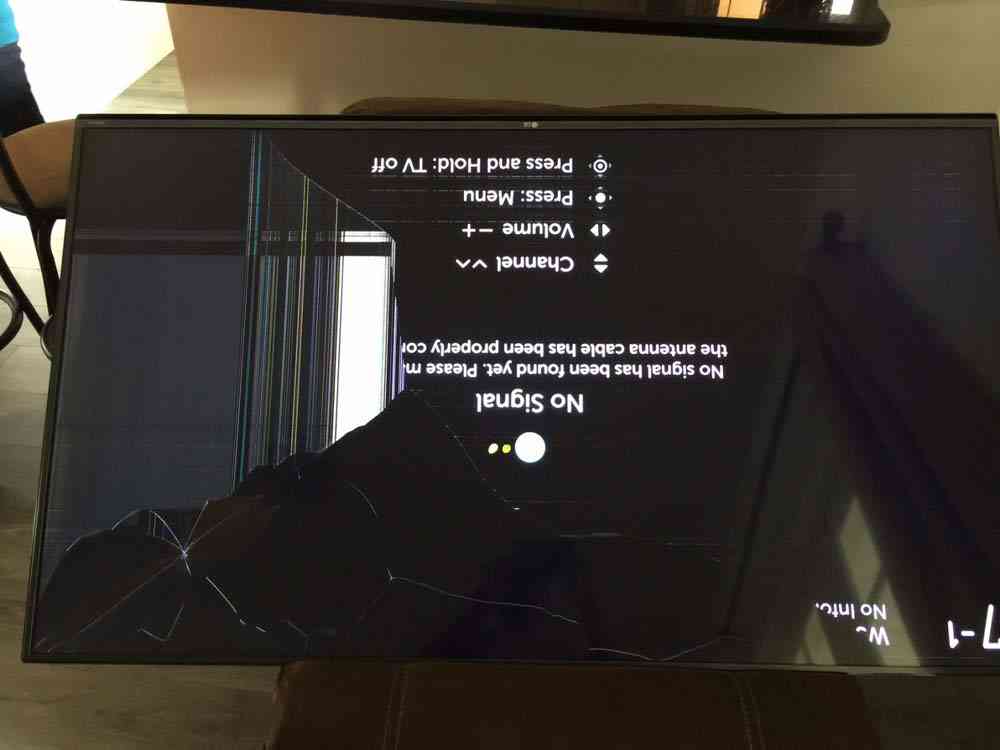 7-1
No Info.
No Signal
No signal has been found yet. Please
the antenna cable has been properly
Channel ∨ ∧
Volume − +
Press: Menu
Press and Hold: TV off
LG